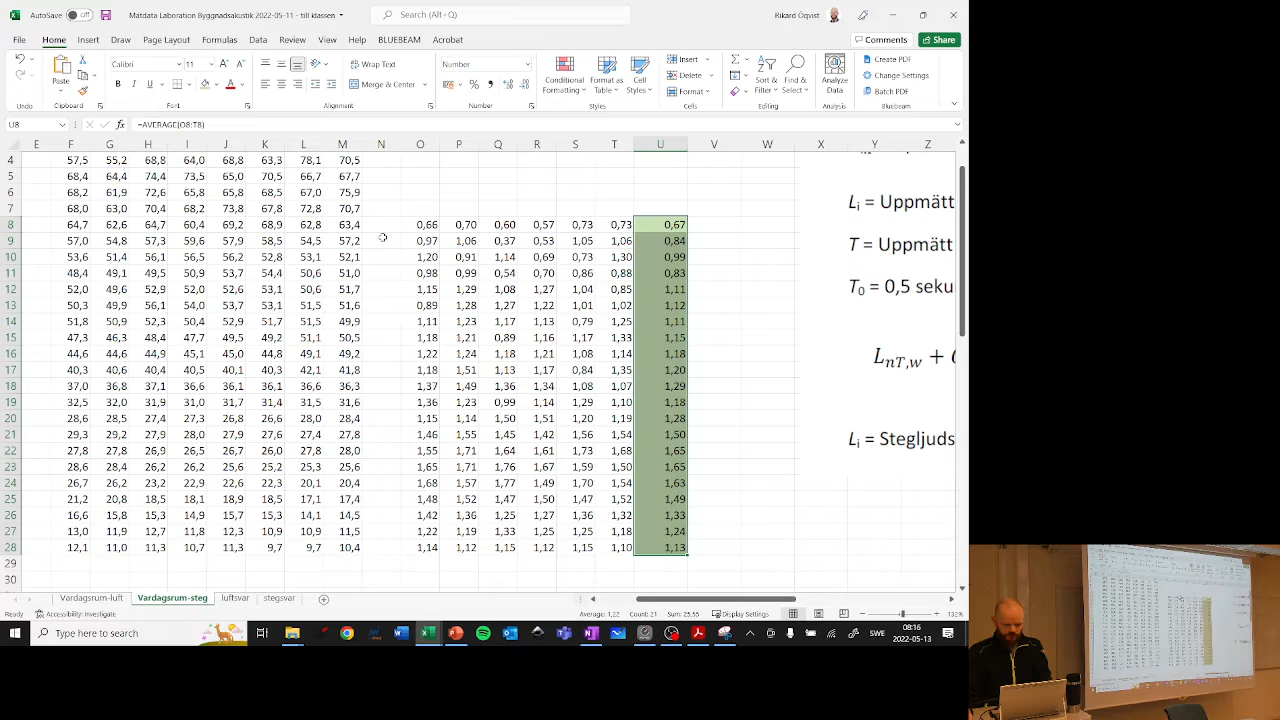 AutoSave Off Matdata Laboration Byggnadsakustik 2022-05-11 - till klassen Search (Alt+Q) Rikard Öqvist
File Home Insert Draw Page Layout Formulas Data Review View Help BLUEBEAM Acrobat Comments Share
Paste Calibri 11 Wrap Text Number Conditional Formatting Format as Table Cell Styles Insert Sort & Filter Find & Select Analyze Data Create PDF
Merge & Center Delete Change Settings
Format Batch PDF
Undo Clipboard Font Alignment Number Styles Cells Editing Analysis Bluebeam
U8 fx =AVERAGE(O8:T8)
E F G H I J K L M N O P Q R S T U V W X Y Z
4 57,5 55,2 68,8 64,0 68,8 63,3 78,1 70,5
5 68,4 64,4 74,4 73,5 65,0 70,5 66,7 67,7
6 68,2 61,9 72,6 65,8 65,8 68,5 67,0 75,9
7 68,0 63,0 70,4 68,2 73,8 67,8 72,8 70,7
8 64,7 62,6 64,7 60,4 69,2 68,9 62,8 63,4 0,66 0,70 0,60 0,57 0,73 0,73 0,67
9 57,0 54,8 57,3 59,6 57,9 58,5 54,5 57,2 0,97 1,06 0,37 0,53 1,05 1,06 0,84
10 53,6 51,4 56,1 56,5 56,2 52,8 53,1 52,1 1,20 0,91 1,14 0,69 0,73 1,30 0,99
11 48,4 49,1 49,5 50,9 53,7 54,4 50,6 51,0 0,98 0,99 0,54 0,70 0,86 0,88 0,83
12 52,0 49,6 52,9 52,0 52,6 53,1 50,6 51,7 1,15 1,29 1,08 1,27 1,04 0,85 1,11
13 50,3 49,9 56,1 54,0 53,0 53,1 51,5 51,6 0,89 1,28 1,27 1,22 1,01 1,02 1,12
14 51,8 50,9 52,3 50,4 52,9 51,7 51,5 49,9 1,11 1,23 1,17 1,13 0,79 1,25 1,11
15 47,3 46,3 48,4 47,7 49,5 49,2 51,1 50,5 1,18 1,21 0,89 1,16 1,17 1,33 1,15
16 44,6 44,6 44,9 45,1 45,0 44,8 49,1 49,2 1,22 1,24 1,18 1,21 1,08 1,14 1,18
17 40,3 40,6 40,4 40,5 40,1 40,3 42,1 41,8 1,18 1,51 1,13 1,17 0,84 1,35 1,20
18 37,0 36,8 37,1 36,6 36,1 36,1 36,6 36,3 1,37 1,49 1,36 1,34 1,08 1,07 1,29
19 32,5 32,0 31,9 31,0 31,7 31,4 31,5 31,6 1,36 1,23 0,99 1,14 1,29 1,10 1,18
20 28,6 28,5 27,4 27,3 26,8 26,6 28,0 28,4 1,15 1,14 1,50 1,51 1,20 1,19 1,28
21 29,3 29,2 27,9 28,0 27,9 27,6 27,4 27,8 1,46 1,55 1,45 1,42 1,56 1,54 1,50
22 27,8 27,8 26,9 26,5 26,7 26,0 27,8 28,0 1,55 1,71 1,64 1,61 1,73 1,68 1,65
23 28,6 28,4 26,2 26,2 25,6 25,2 25,3 25,6 1,65 1,71 1,76 1,67 1,59 1,50 1,65
24 26,7 26,2 23,2 22,9 22,6 23,1 20,1 20,4 1,68 1,57 1,77 1,49 1,70 1,54 1,63
25 21,2 20,8 18,5 18,1 18,9 18,5 17,1 17,4 1,48 1,52 1,47 1,50 1,47 1,52 1,49
26 16,6 15,8 15,3 14,9 15,7 15,3 14,1 14,5 1,42 1,36 1,25 1,27 1,36 1,32 1,33
27 13,0 11,9 12,7 11,8 12,3 10,9 10,9 11,5 1,22 1,19 1,33 1,25 1,25 1,18 1,24
28 12,1 11,0 11,3 10,7 11,3 9,7 9,7 10,4 1,14 1,12 1,15 1,12 1,15 1,10 1,13
29
30
Li = Uppmätt
T = Uppmätt
T0 = 0,5 seku
LnT,w +
Li = Stegljuds
Vardagsrum-luft Vardagsrum-steg luftsvar stegsvar
Ready Accessibility: Investigate Average: 1,22 Count: 21 Sum: 25,55 Display Settings 132%
Type here to search SWE 08:16
2022-05-13